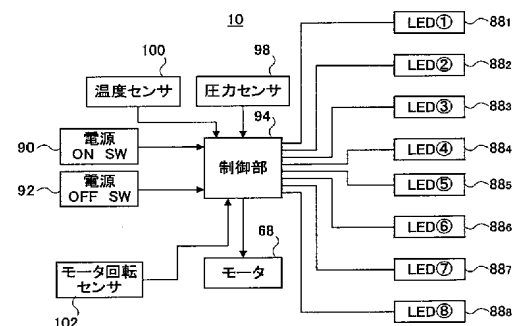 10
100
98
温度センサ
圧力センサ
94
90
電源
ON SW
92
電源
OFF SW
制御部
68
モータ
モータ回転
センサ
102
LED① 88₁
LED② 88₂
LED③ 88₃
LED④ 88₄
LED⑤ 88₅
LED⑥ 88₆
LED⑦ 88₇
LED⑧ 88₈